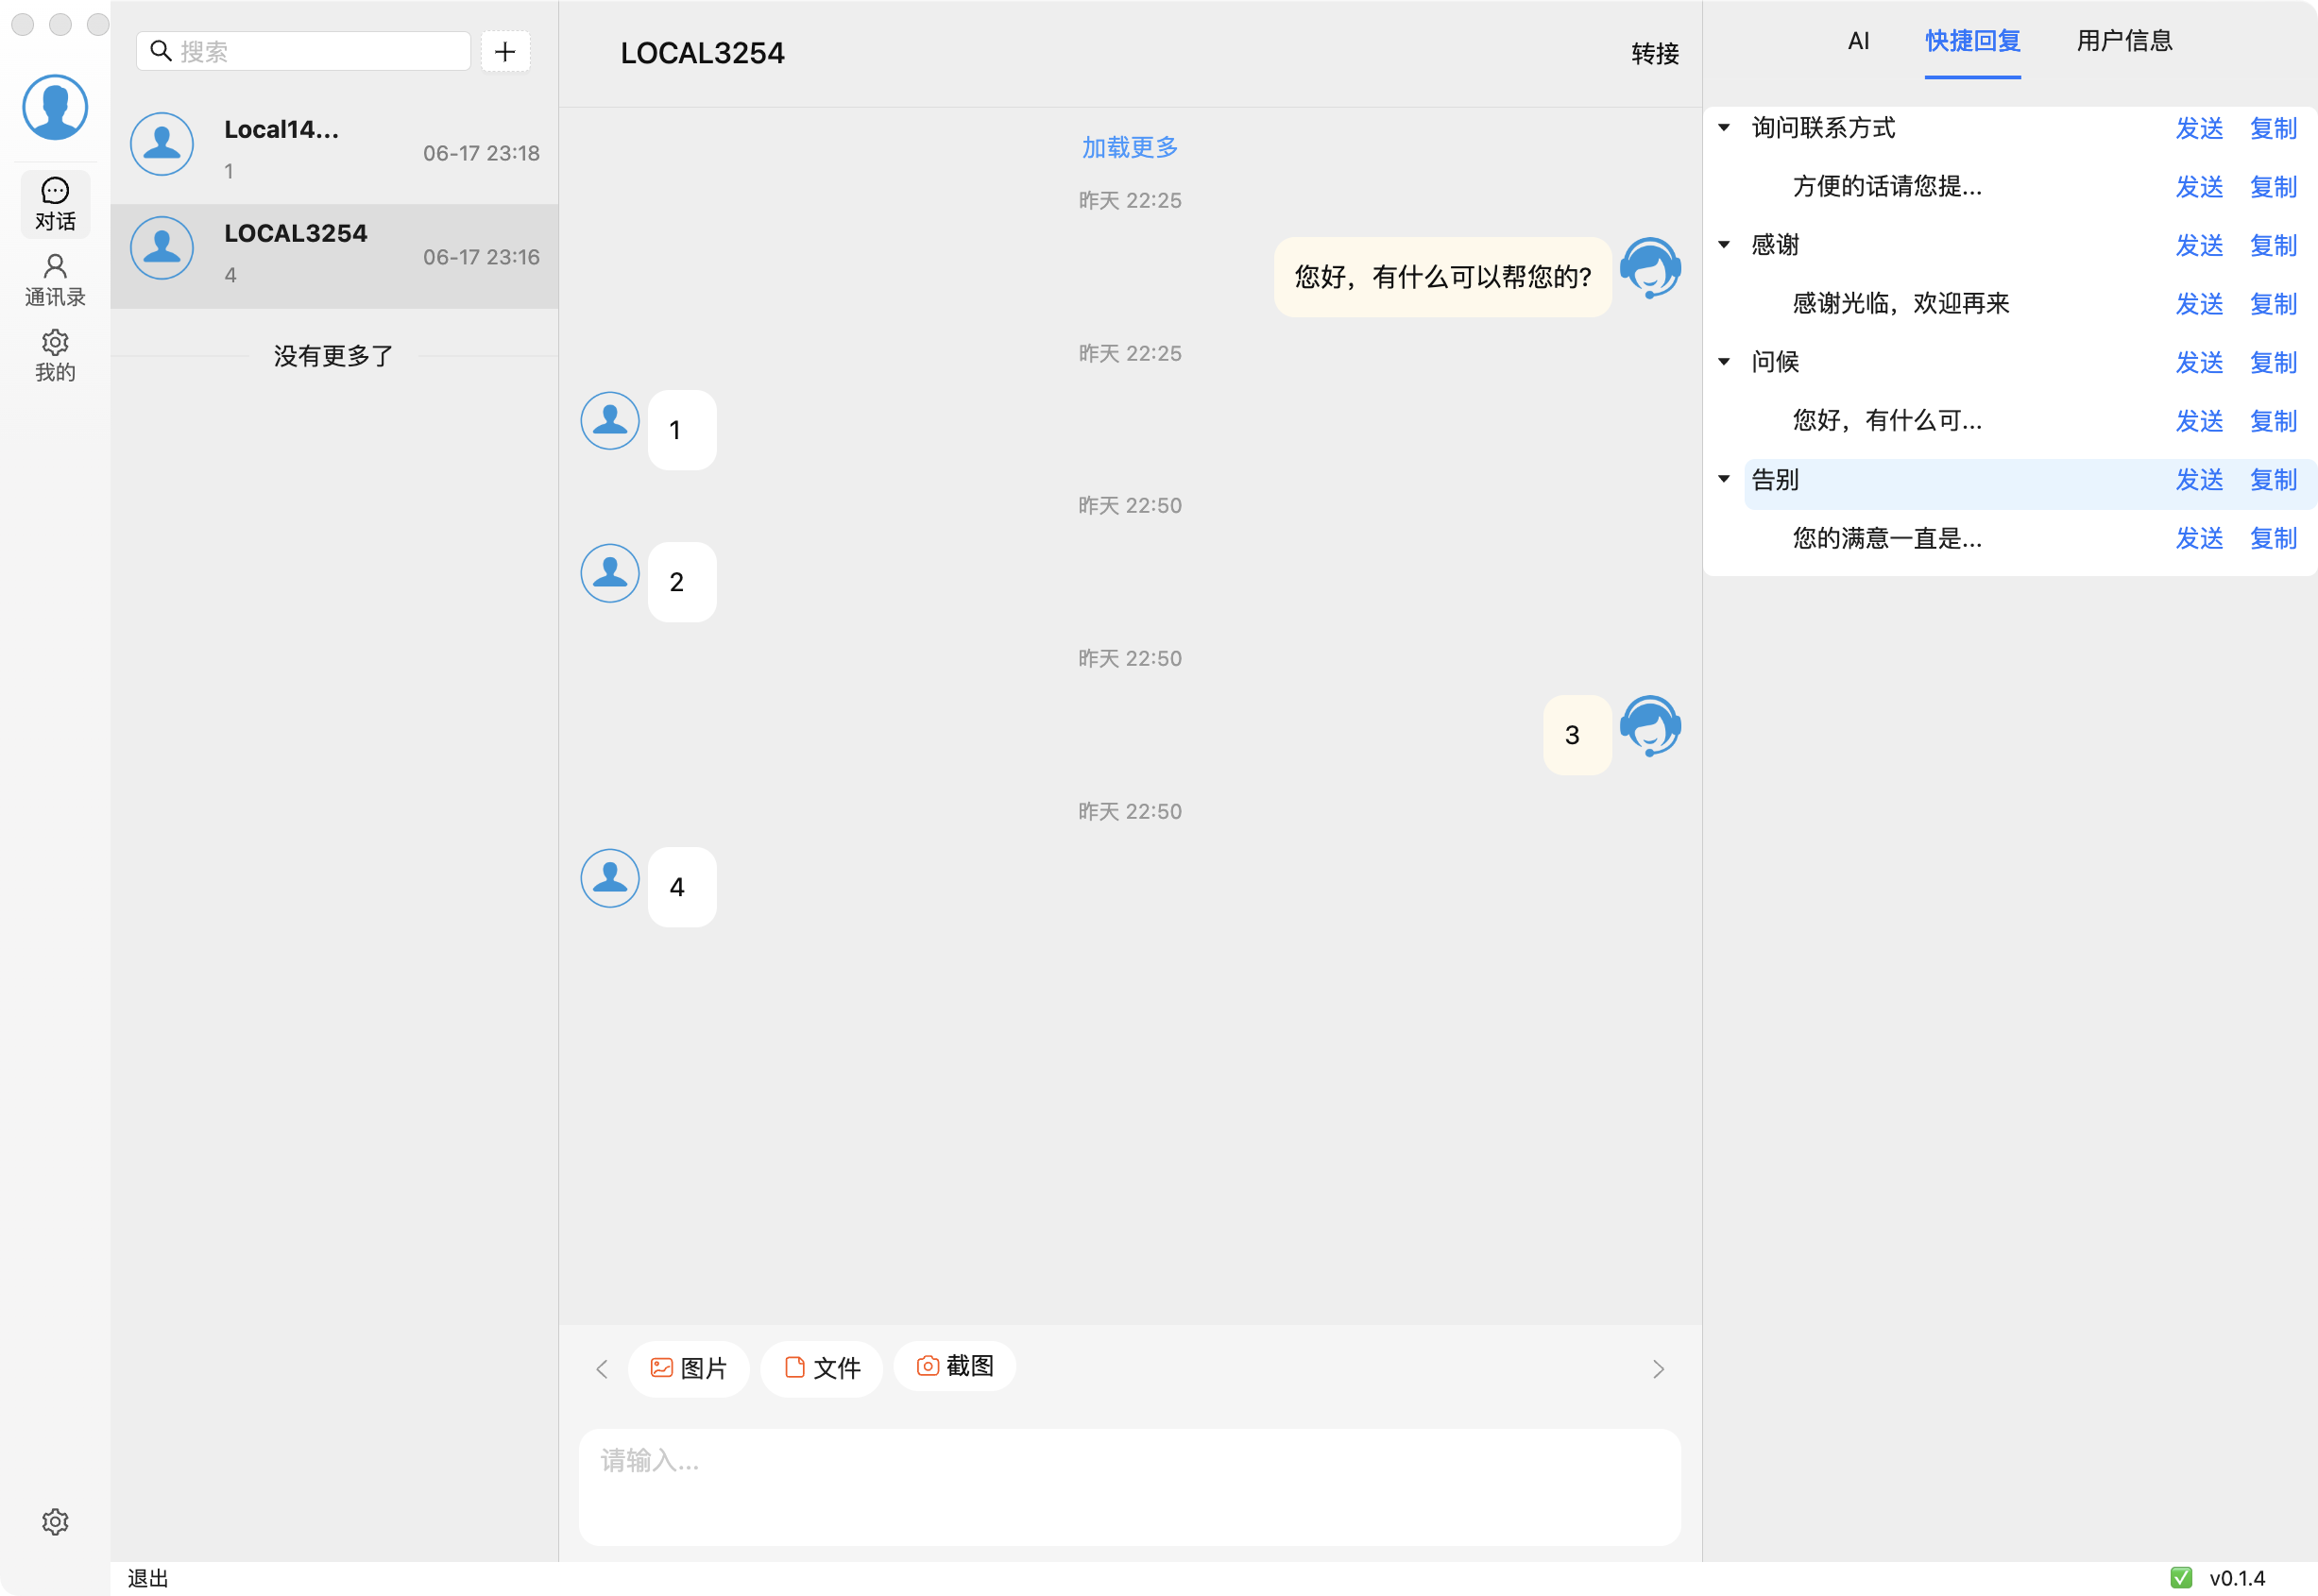 对话
通讯录
我的
搜索
Local14...
06-17 23:18
1
LOCAL3254
06-17 23:16
4
没有更多了
LOCAL3254
转接
加载更多
昨天 22:25
您好，有什么可以帮您的?
昨天 22:25
1
昨天 22:50
2
昨天 22:50
3
昨天 22:50
4
图片
文件
截图
请输入...
AI 快捷回复 用户信息
询问联系方式 发送 复制
方便的话请您提... 发送 复制
感谢 发送 复制
感谢光临，欢迎再来 发送 复制
问候 发送 复制
您好，有什么可... 发送 复制
告别 发送 复制
您的满意一直是... 发送 复制
退出
v0.1.4